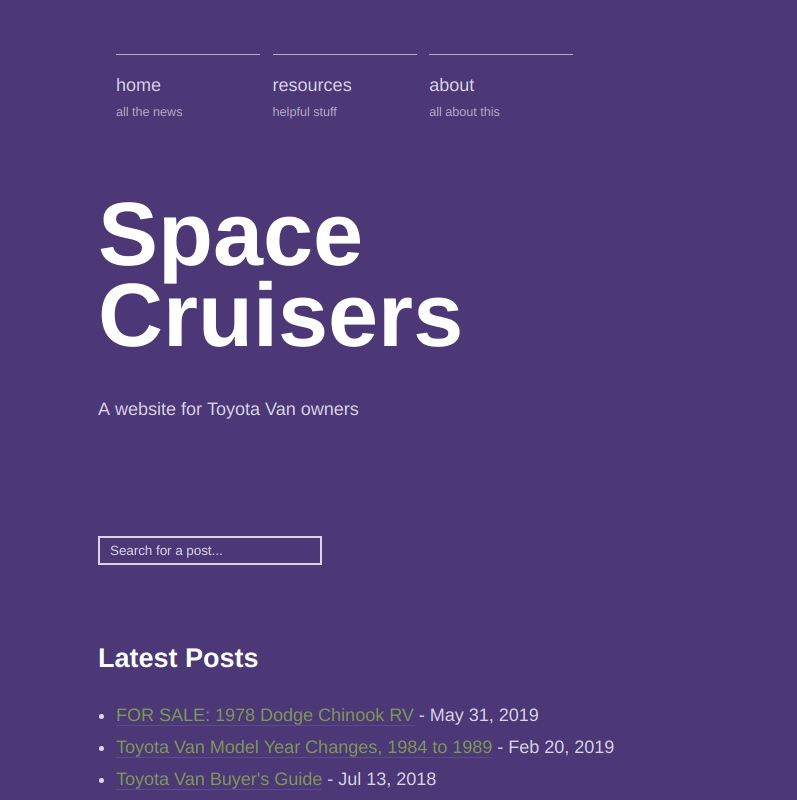 home
resources
about
all the news
helpful stuff
all about this
Space
Cruisers
A website for Toyota Van owners
Search for a post...
Latest Posts
FOR SALE: 1978 Dodge Chinook RV - May 31, 2019
Toyota Van Model Year Changes, 1984 to 1989 - Feb 20, 2019
Toyota Van Buyer's Guide - Jul 13, 2018